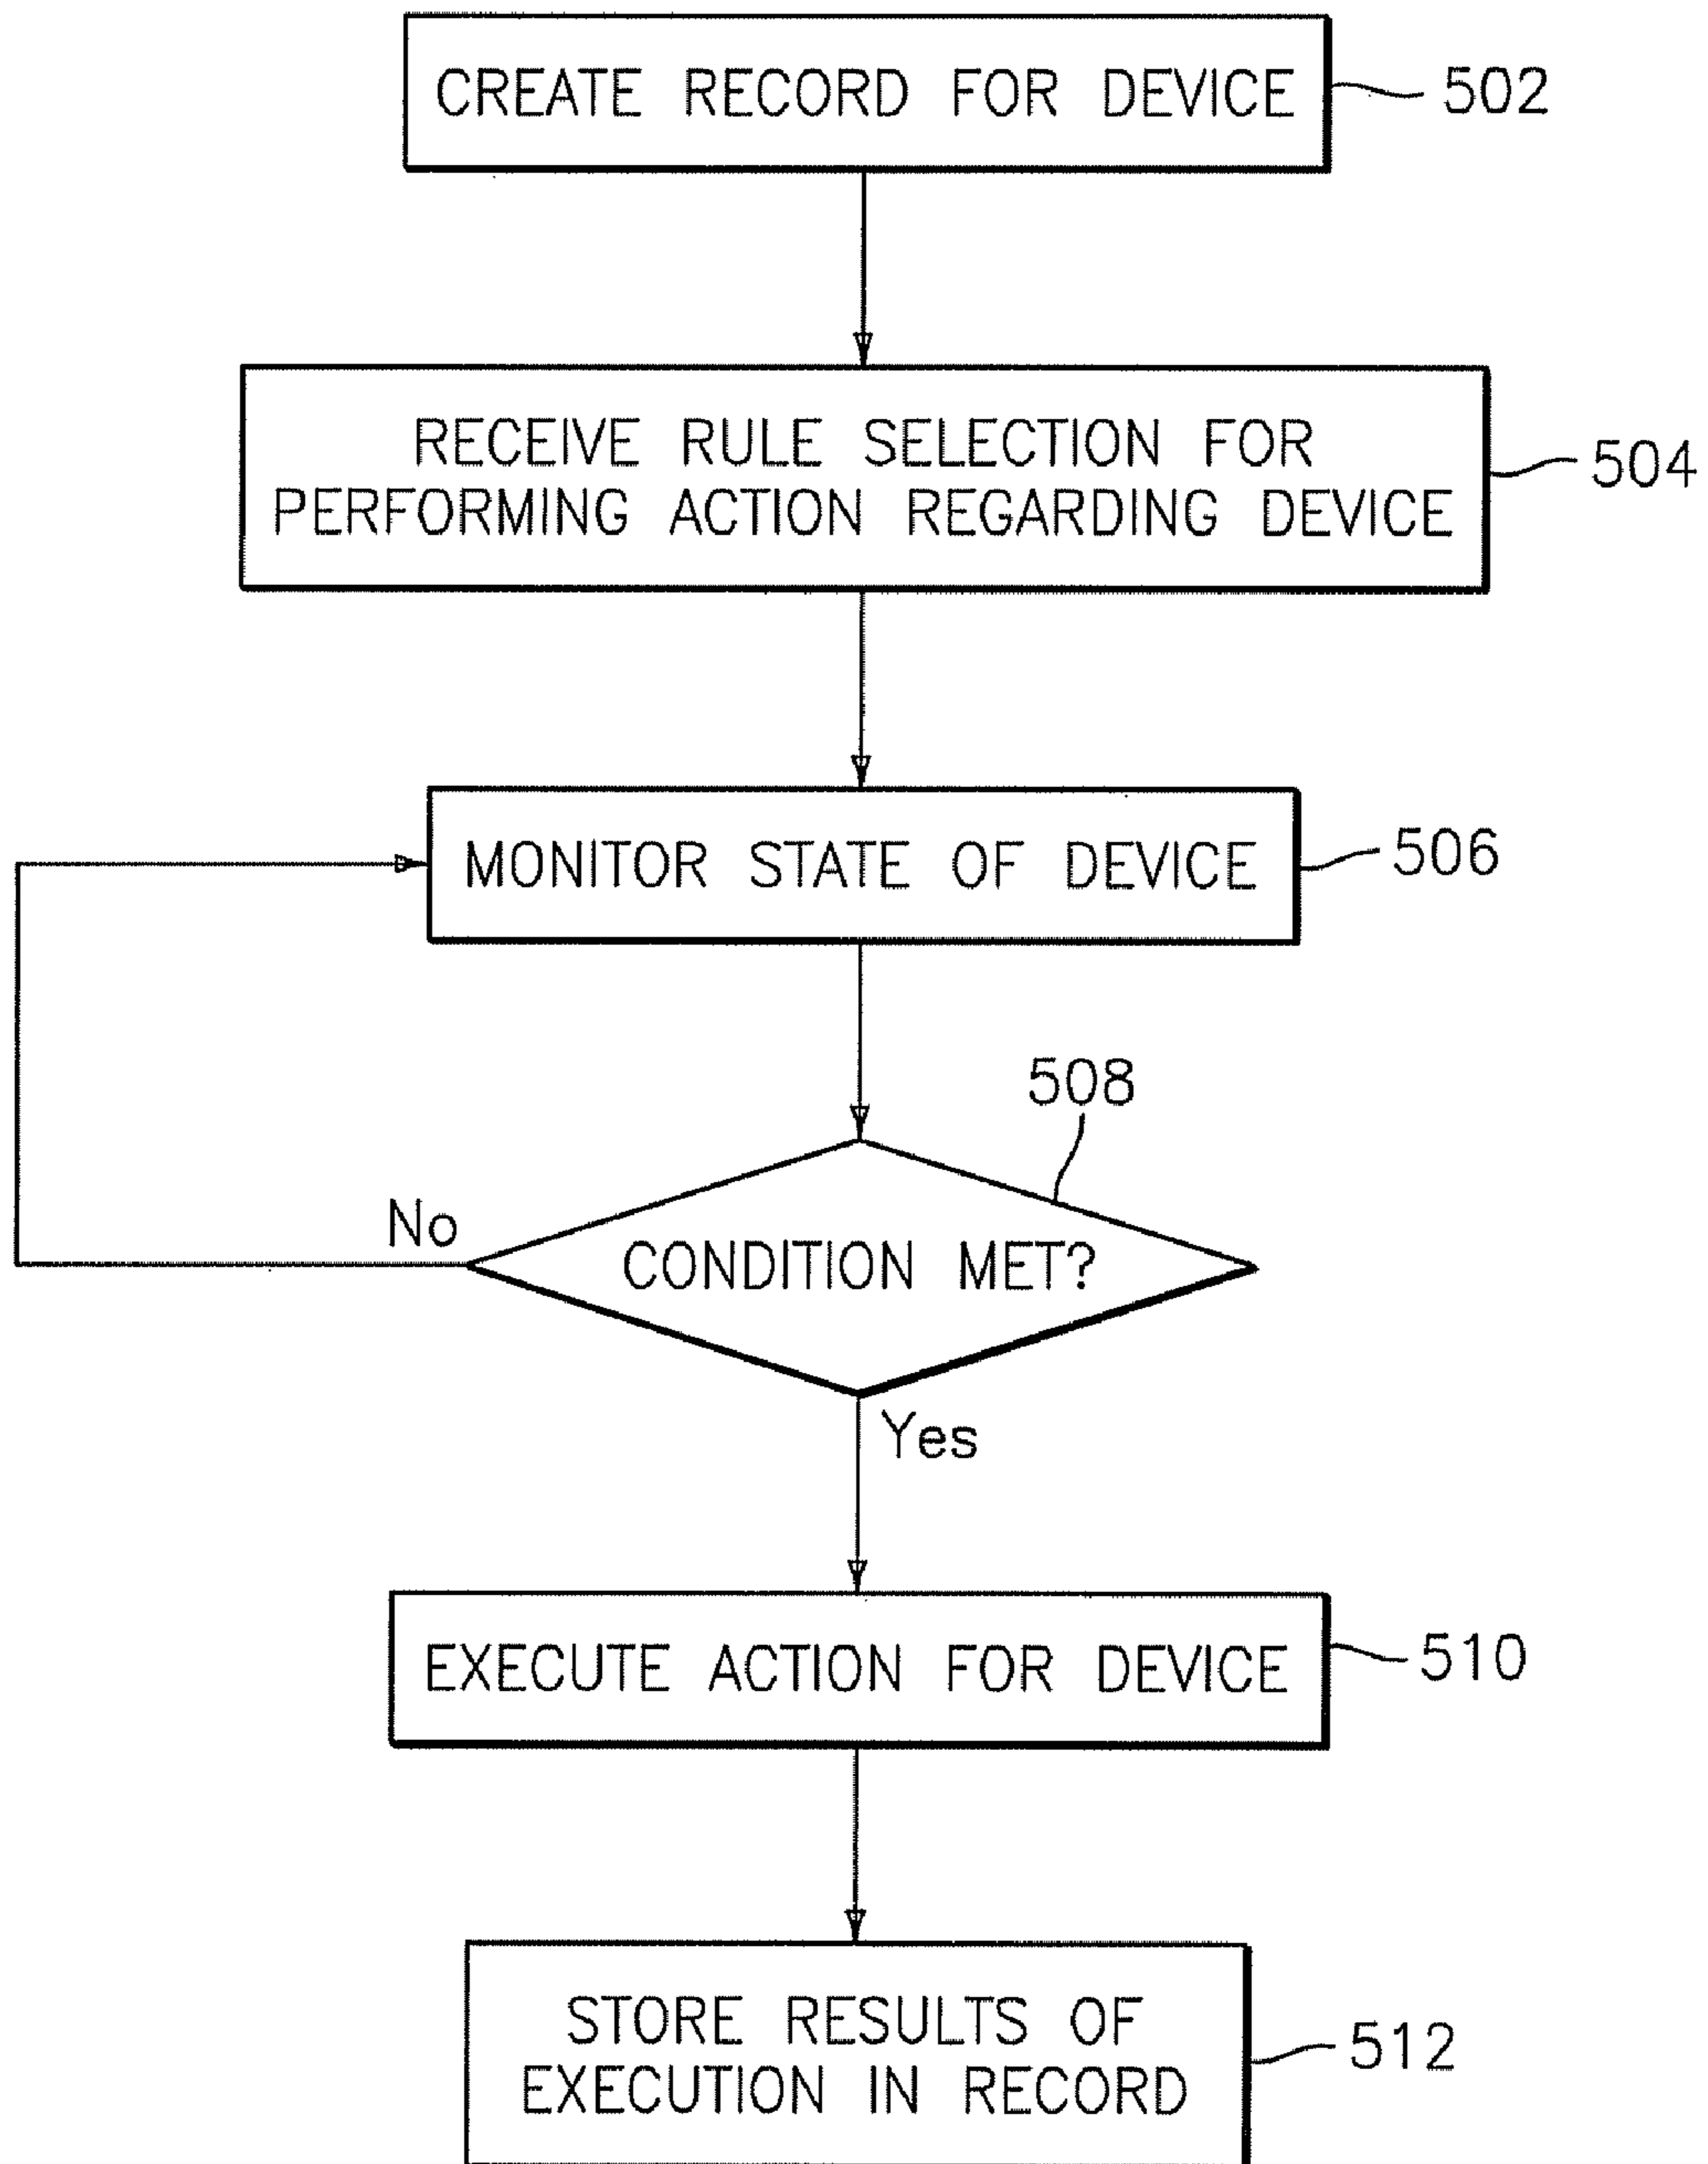 CREATE RECORD FOR DEVICE
502
RECEIVE RULE SELECTION FOR
PERFORMING ACTION REGARDING DEVICE
504
MONITOR STATE OF DEVICE
506
508
No
CONDITION MET?
Yes
EXECUTE ACTION FOR DEVICE
510
STORE RESULTS OF
EXECUTION IN RECORD
512